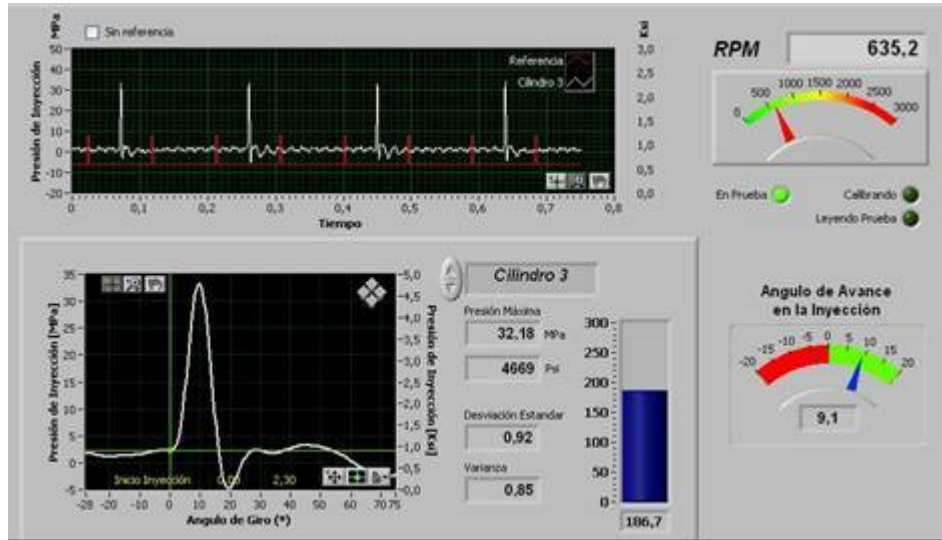 Sin referencia
MPa
Ksi
Presión de Inyección
50
40
30
20
10
0
-10
-20
3,0
2,5
2,0
1,5
1,0
0,5
0,0
Referencia
Cilindro 3
0 0,1 0,2 0,3 0,4 0,5 0,6 0,7 0,8
Tiempo
RPM 635,2
0 500 1000 1500 2000 2500 3000
En Prueba
Calibrando
Leyendo Prueba
Presión de Inyección [MPa]
35
30
25
20
15
10
5
0
-5
5,0
4,5
4,0
3,5
3,0
2,5
2,0
1,5
1,0
0,5
0,0
Presión de Inyección [Ksi]
Inicio Inyección 0,00 2,30
-28 -20 -10 0 10 20 30 40 50 60 70 75
Angulo de Giro (°)
Cilindro 3
Presión Máxima
32,18 MPa
4669 Psi
Desviación Estandar
0,92
Varianza
0,85
300
250
200
150
100
50
0
186,7
Angulo de Avance
en la Inyección
-20 -15 -10 -5 0 5 10 15 20
9,1